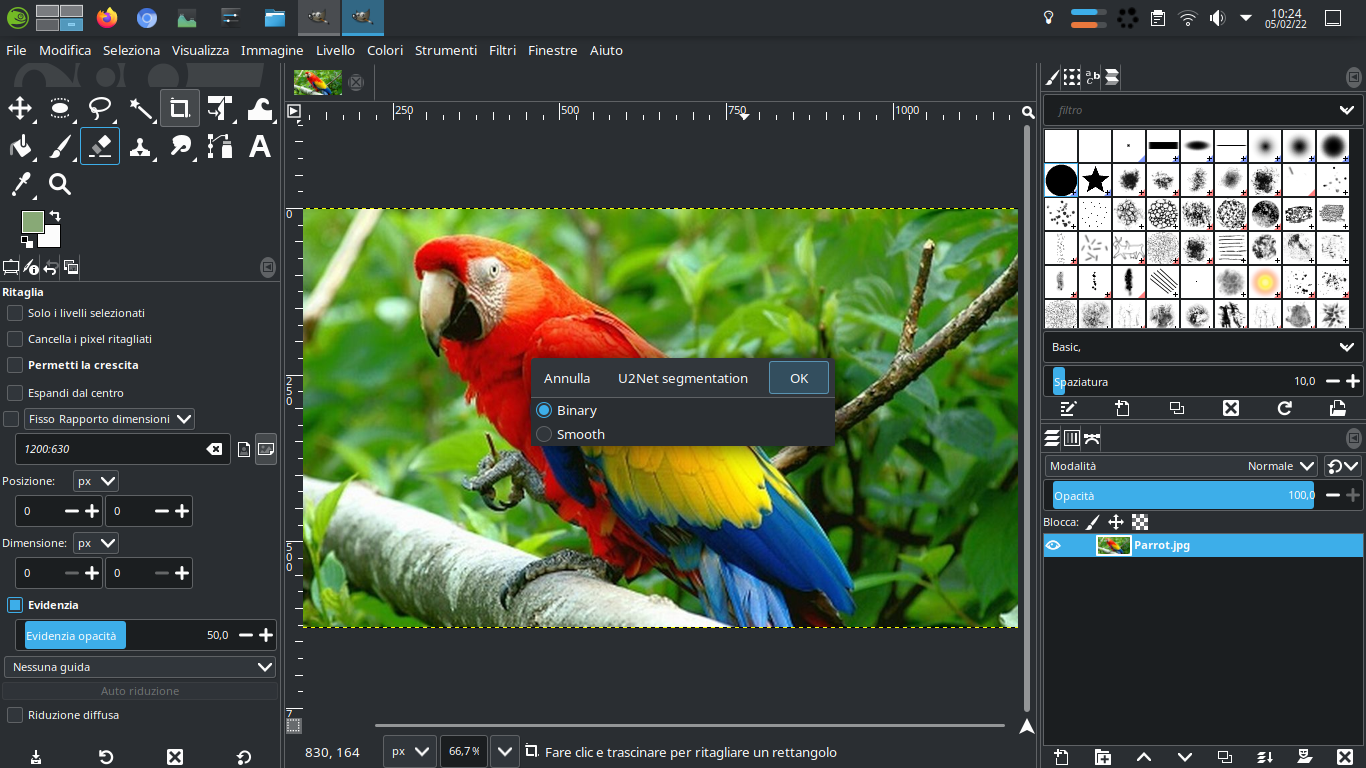 10:24
05/02/22
File Modifica Seleziona Visualizza Immagine Livello Colori Strumenti Filtri Finestre Aiuto
Ritaglia
Solo i livelli selezionati
Cancella i pixel ritagliati
Permetti la crescita
Espandi dal centro
Fisso Rapporto dimensioni
1200:630
Posizione: px
0 0
Dimensione: px
0 0
Evidenzia
Evidenzia opacità 50,0
Nessuna guida
Auto riduzione
Riduzione diffusa
250 500 750 1000
0
250
500
7
Annulla U2Net segmentation OK
Binary
Smooth
830, 164 px 66,7 % Fare clic e trascinare per ritagliare un rettangolo
filtro
Basic,
Spaziatura 10,0
Modalità Normale
Opacità 100,0
Blocca:
Parrot.jpg